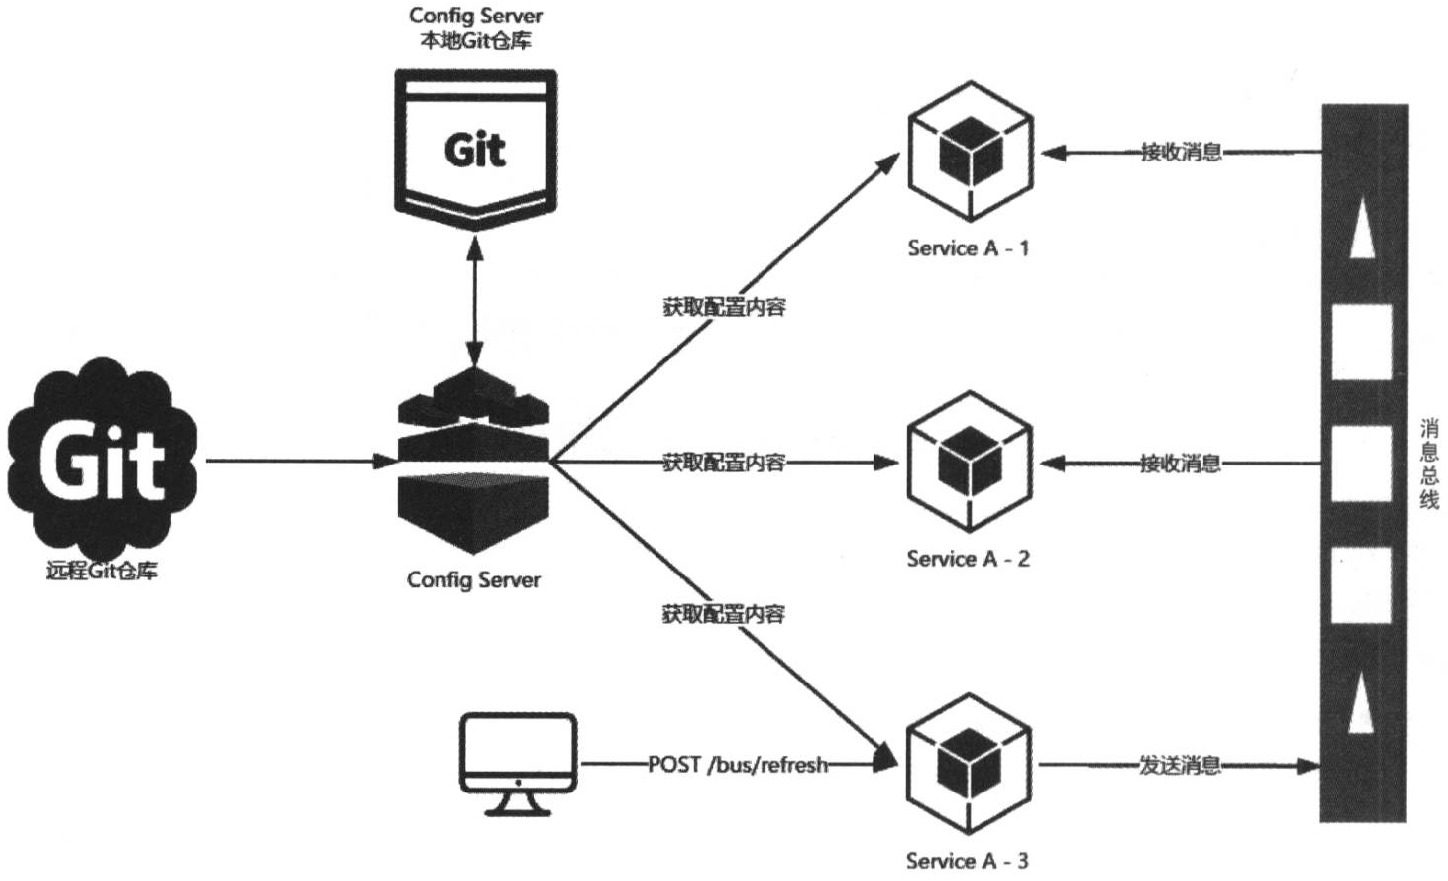 Config Server
本地Git仓库
Git
接收消息
Service A - 1
获取配置内容
Git
获取配置内容
接收消息
消息总线
远程Git仓库
Config Server
Service A - 2
获取配置内容
POST /bus/refresh
发送消息
Service A - 3